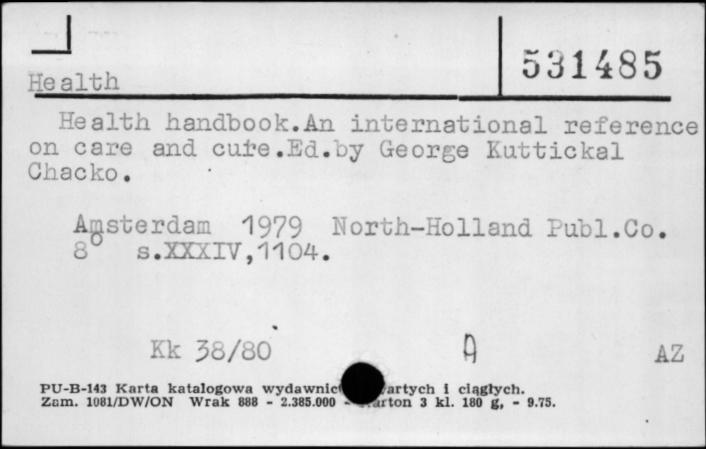 531485
Health
Health handbook.An international reference
on care and cure.Ed.by George Kuttickal
Chacko.
Amsterdam 1979 North-Holland Publ.Co.
8° s.XXXIV,1104.
Kk 38/80 A AZ
PU-B-143 Karta katalogowa wydawnic artych i ciągłych.
Zam. 1081/DW/ON Wrak 888 - 2.385.000 - rton 3 kl. 180 g, - 9.75.